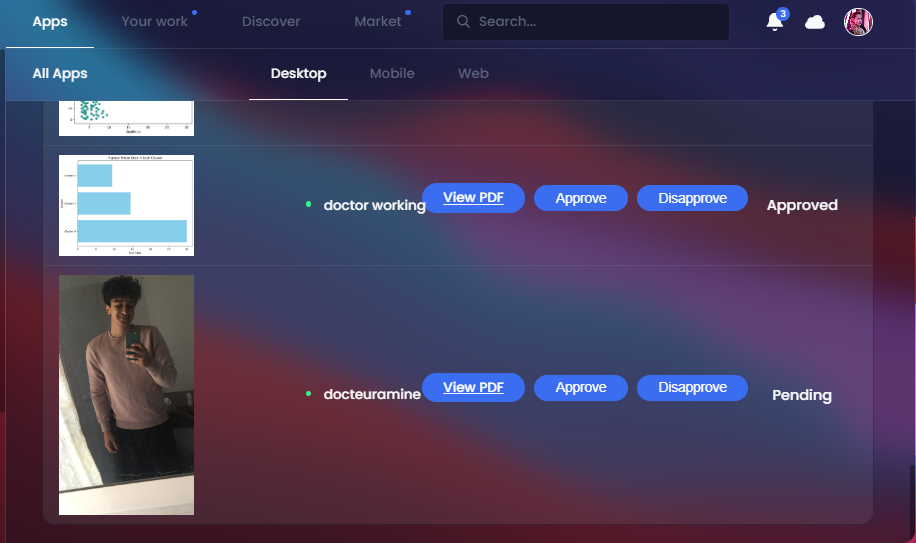 Apps Your work Discover Market Search... 3
All Apps Desktop Mobile Web
doctor working View PDF Approve Disapprove Approved
docteuramine View PDF Approve Disapprove Pending